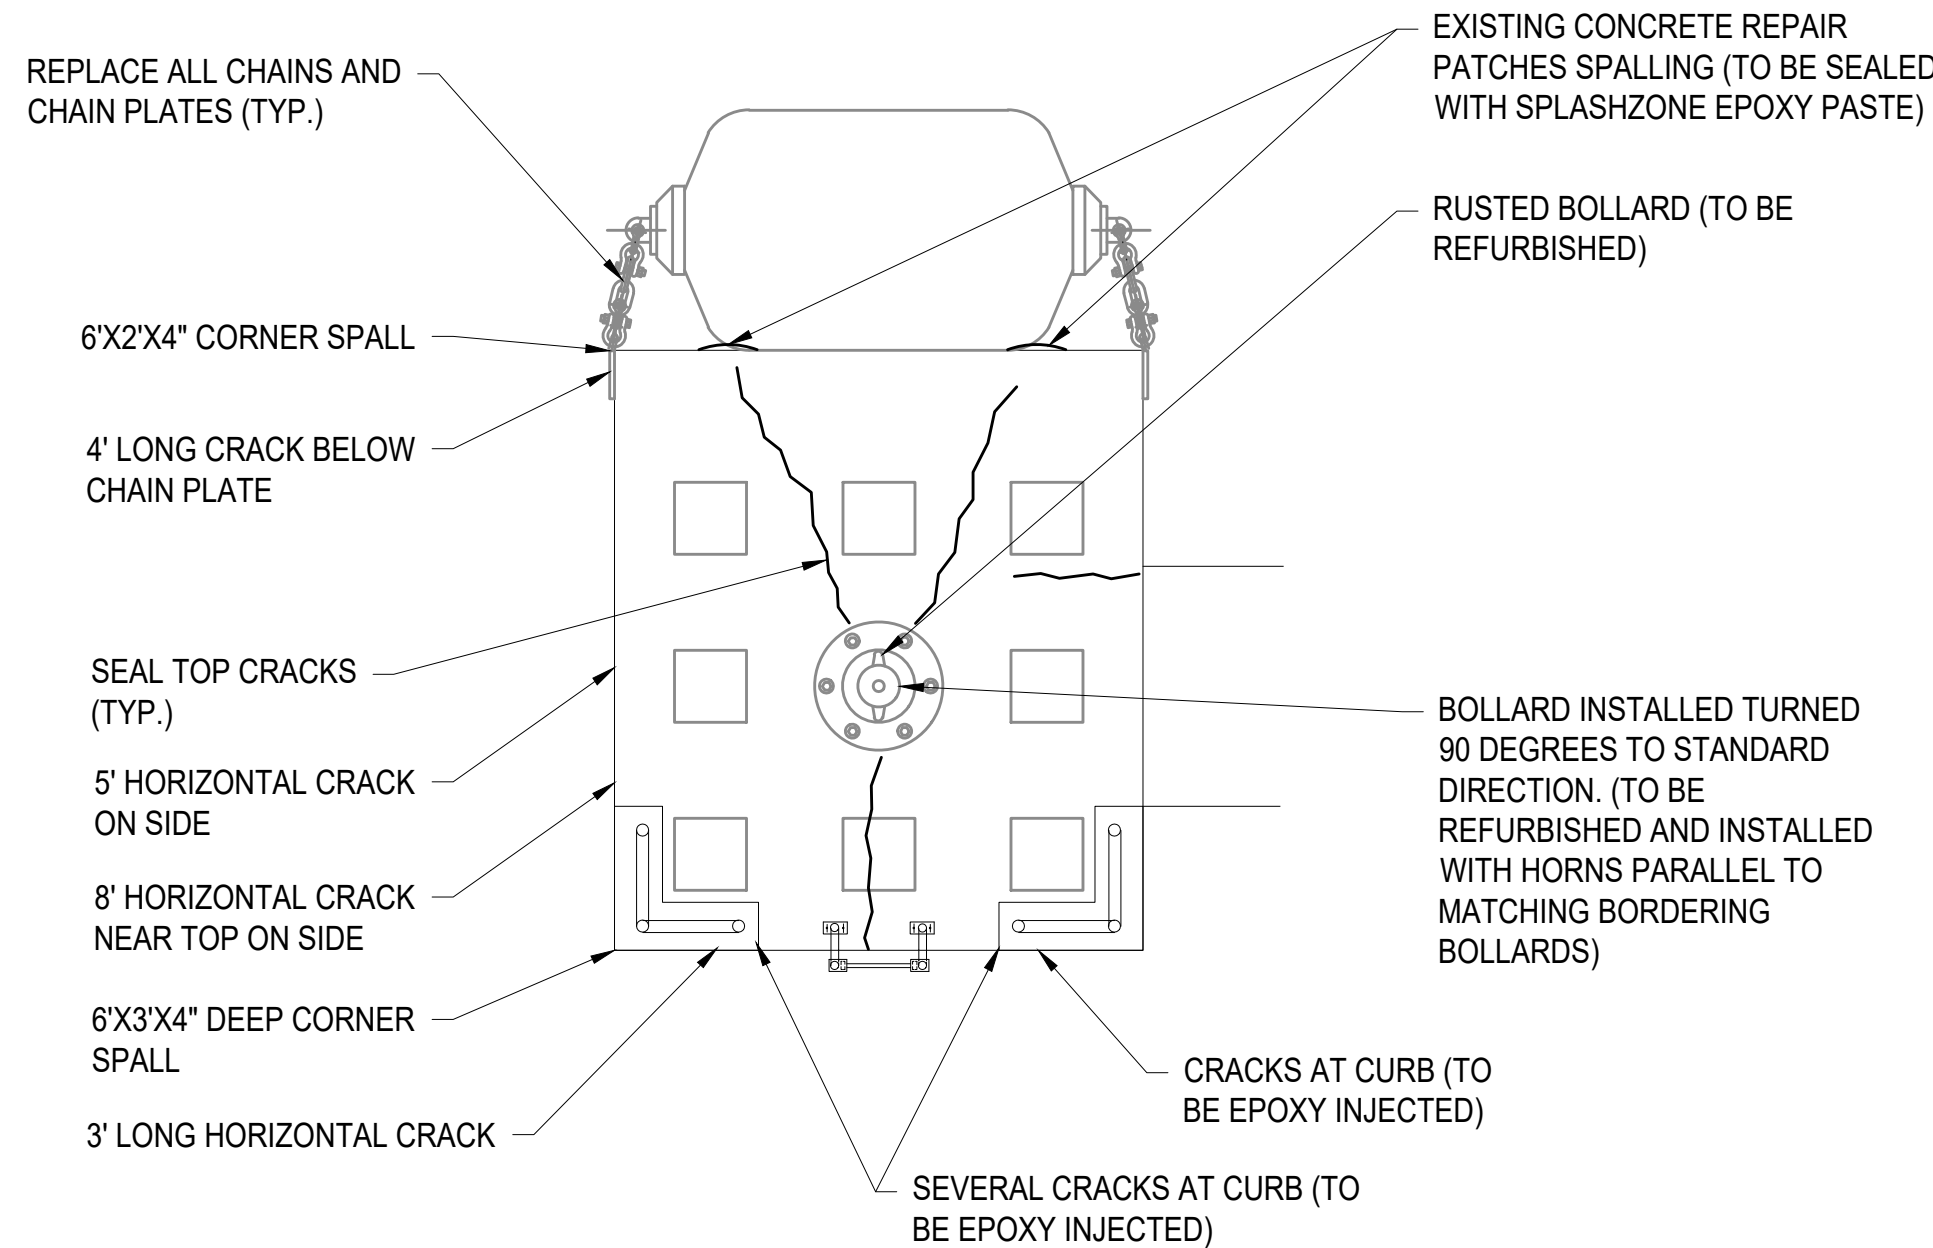 REPLACE ALL CHAINS AND
CHAIN PLATES (TYP.)
6'X2'X4" CORNER SPALL
4' LONG CRACK BELOW
CHAIN PLATE
SEAL TOP CRACKS
(TYP.)
5' HORIZONTAL CRACK
ON SIDE
8' HORIZONTAL CRACK
NEAR TOP ON SIDE
6'X3'X4" DEEP CORNER
SPALL
3' LONG HORIZONTAL CRACK
EXISTING CONCRETE REPAIR
PATCHES SPALLING (TO BE SEALED
WITH SPLASHZONE EPOXY PASTE)
RUSTED BOLLARD (TO BE
REFURBISHED)
BOLLARD INSTALLED TURNED
90 DEGREES TO STANDARD
DIRECTION. (TO BE
REFURBISHED AND INSTALLED
WITH HORNS PARALLEL TO
MATCHING BORDERING
BOLLARDS)
CRACKS AT CURB (TO
BE EPOXY INJECTED)
SEVERAL CRACKS AT CURB (TO
BE EPOXY INJECTED)